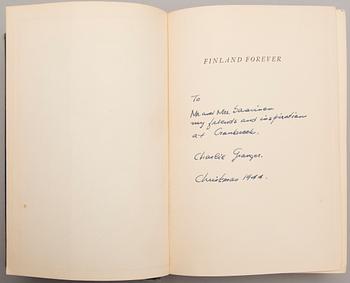 FINLAND FOREVER
To
Mr and Mrs Saarinen
my friends and inspiration
at Cranbrook.
Charlie Granger.
Christmas 1944.